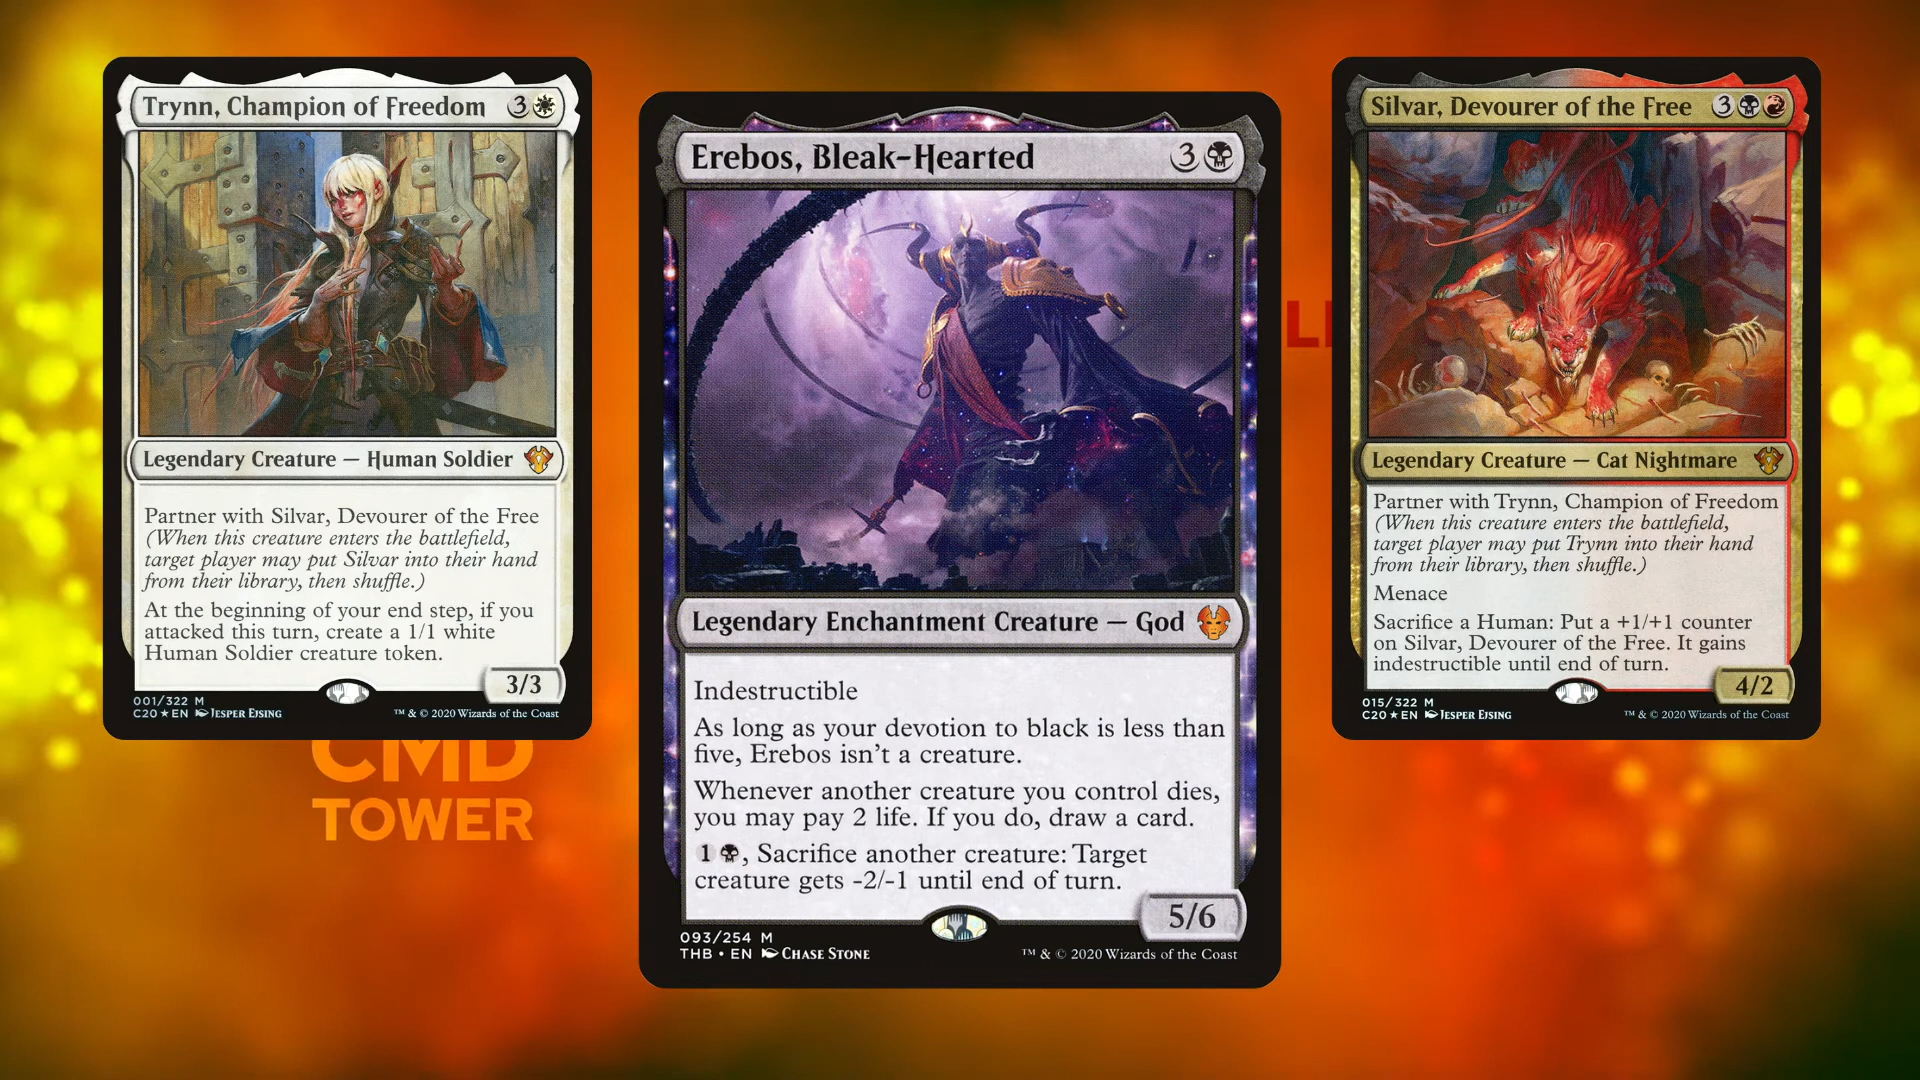 Trynn, Champion of Freedom 3
Legendary Creature — Human Soldier
Partner with Silvar, Devourer of the Free
(When this creature enters the battlefield,
target player may put Silvar into their hand
from their library, then shuffle.)
At the beginning of your end step, if you
attacked this turn, create a 1/1 white
Human Soldier creature token.
3/3
001/322 M
C20 ★ EN JESPER EJSING
™ & © 2020 Wizards of the Coast
Erebos, Bleak-Hearted 3
Legendary Enchantment Creature — God
Indestructible
As long as your devotion to black is less than
five, Erebos isn't a creature.
Whenever another creature you control dies,
you may pay 2 life. If you do, draw a card.
1, Sacrifice another creature: Target
creature gets -2/-1 until end of turn.
5/6
093/254 M
THB • EN CHASE STONE
™ & © 2020 Wizards of the Coast
Silvar, Devourer of the Free 3
Legendary Creature — Cat Nightmare
Partner with Trynn, Champion of Freedom
(When this creature enters the battlefield,
target player may put Trynn into their hand
from their library, then shuffle.)
Menace
Sacrifice a Human: Put a +1/+1 counter
on Silvar, Devourer of the Free. It gains
indestructible until end of turn.
4/2
015/322 M
C20 ★ EN JESPER EJSING
™ & © 2020 Wizards of the Coast
CMD
TOWER